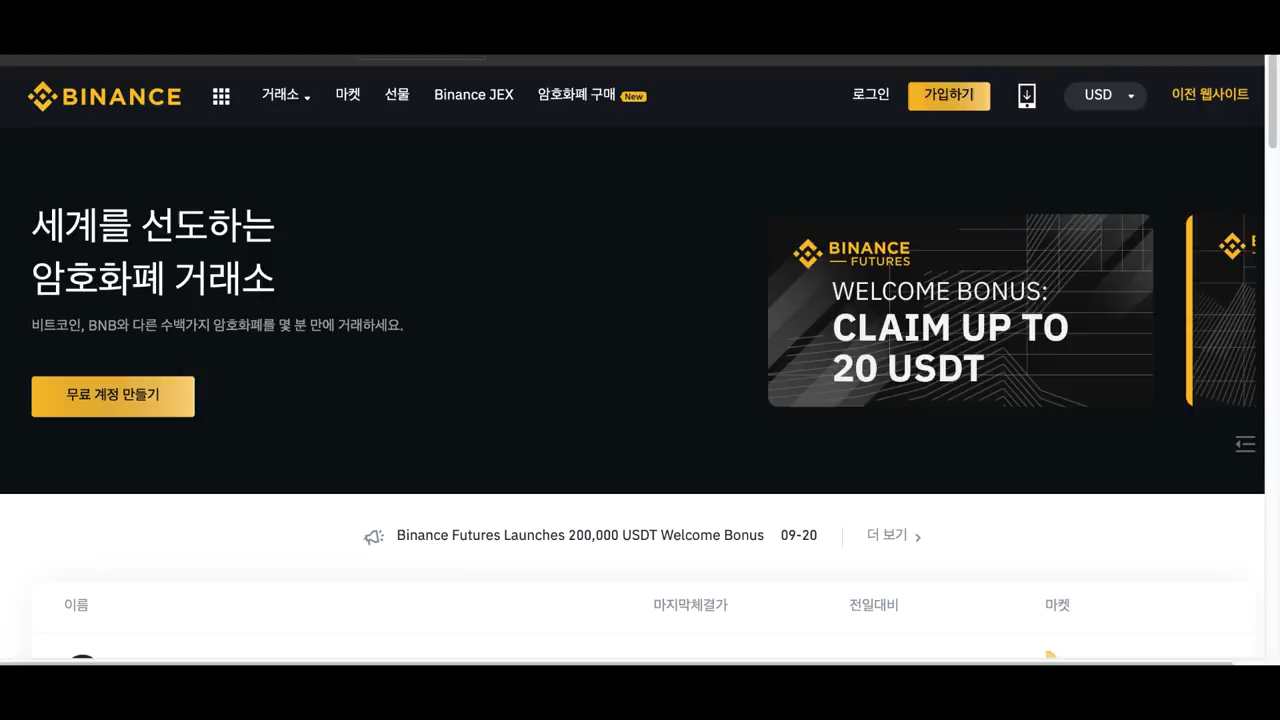 BINANCE
거래소
마켓
선물
Binance JEX
암호화폐 구매 New
로그인
가입하기
USD
이전 웹사이트
세계를 선도하는
암호화폐 거래소
비트코인, BNB와 다른 수백가지 암호화폐를 몇 분 만에 거래하세요.
무료 계정 만들기
BINANCE
FUTURES
WELCOME BONUS:
CLAIM UP TO
20 USDT
Binance Futures Launches 200,000 USDT Welcome Bonus 09-20
더 보기
이름
마지막체결가
전일대비
마켓